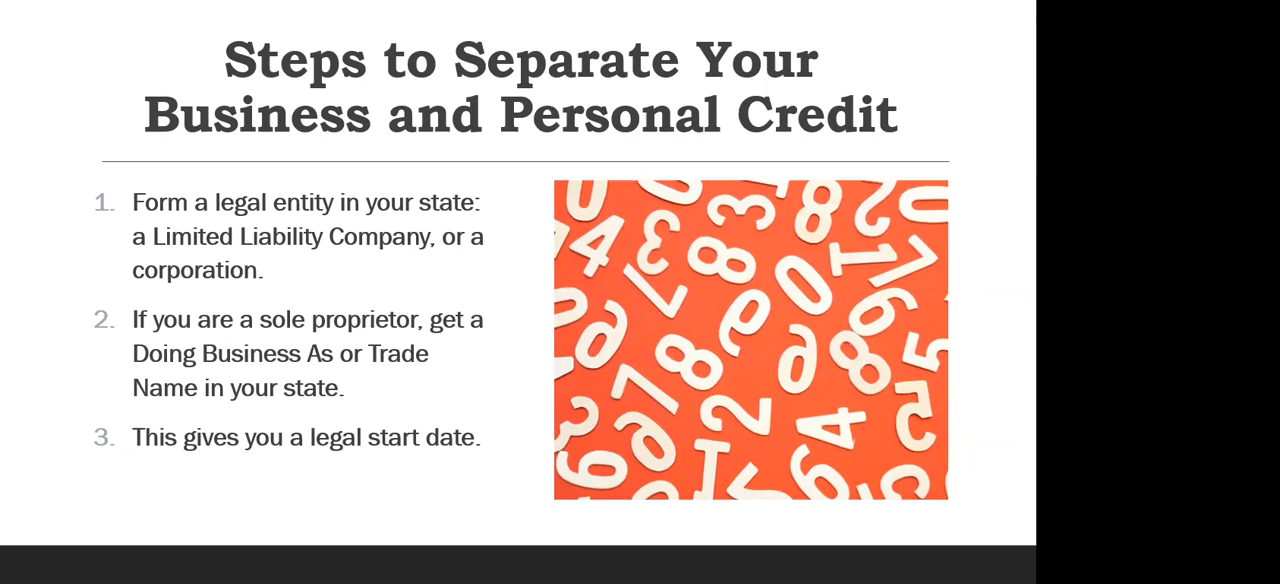 Steps to Separate Your
Business and Personal Credit
1. Form a legal entity in your state:
a Limited Liability Company, or a
corporation.
2. If you are a sole proprietor, get a
Doing Business As or Trade
Name in your state.
3. This gives you a legal start date.